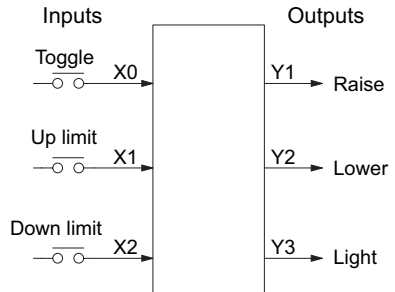 Inputs Outputs
Toggle
X0 Y1 Raise
Up limit
X1 Y2 Lower
Down limit
X2 Y3 Light